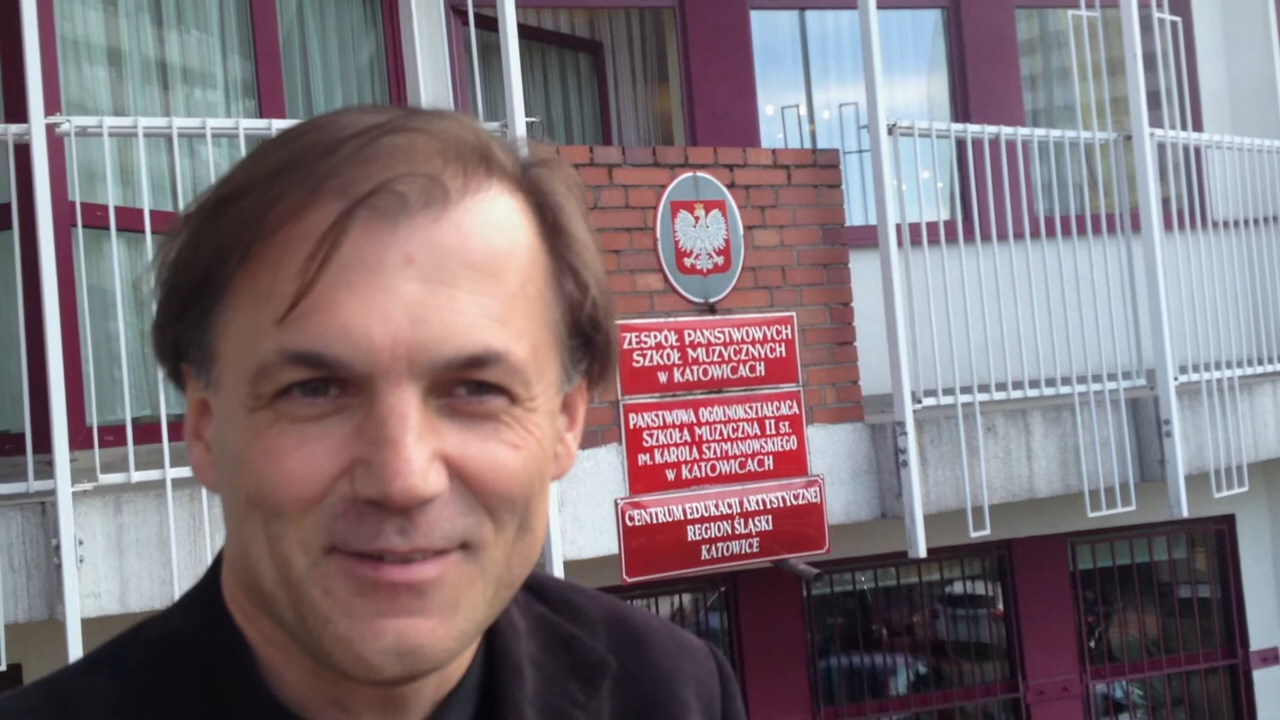 ZESPÓŁ PAŃSTWOWYCH
SZKÓŁ MUZYCZNYCH
W KATOWICACH
PAŃSTWOWA OGÓLNOKSZTAŁCĄCA
SZKOŁA MUZYCZNA II ST.
IM. KAROLA SZYMANOWSKIEGO
W KATOWICACH
CENTRUM EDUKACJI ARTYSTYCZNEJ
REGION ŚLĄSKI
KATOWICE